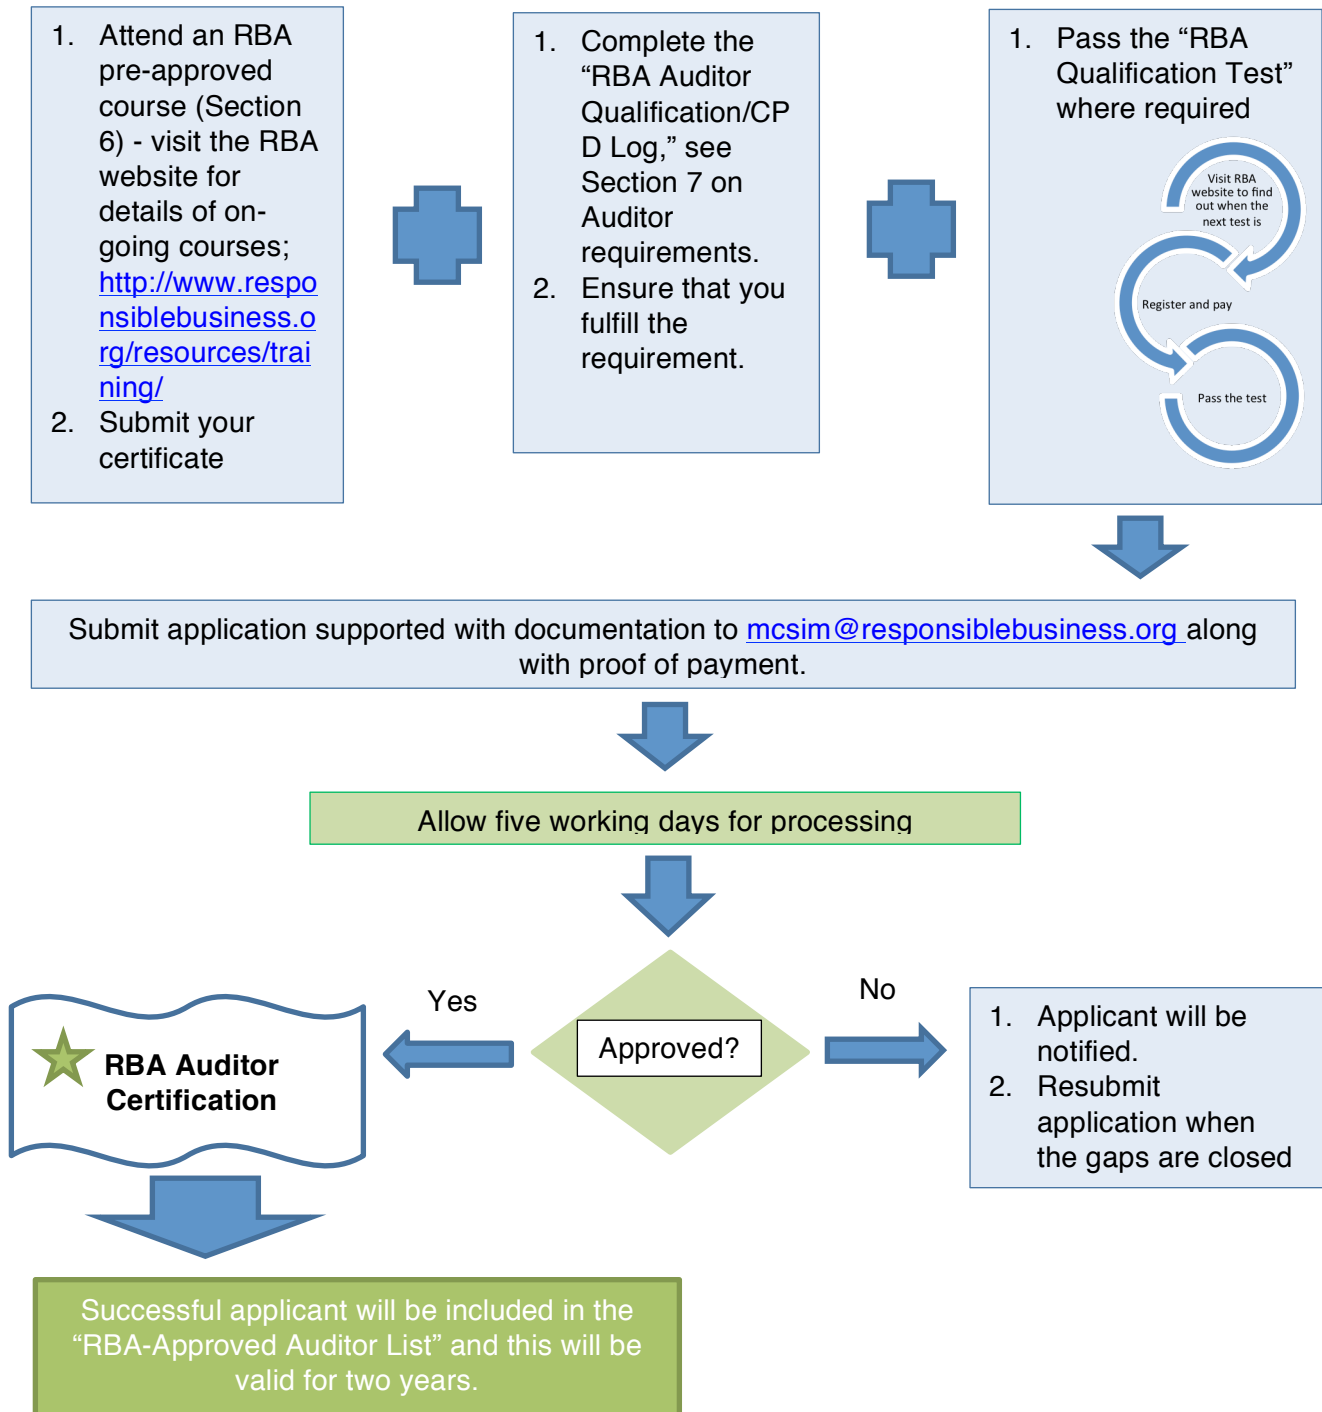 1. Attend an RBA
pre-approved
course (Section
6) - visit the RBA
website for
details of on-
going courses;
http://www.respo
nsiblebusiness.o
rg/resources/trai
ning/
2. Submit your
certificate
1. Complete the
“RBA Auditor
Qualification/CP
D Log,” see
Section 7 on
Auditor
requirements.
2. Ensure that you
fulfill the
requirement.
1. Pass the “RBA
Qualification Test”
where required
Visit RBA
website to find
out when the
next test is
Register and pay
Pass the test
Submit application supported with documentation to mcsim@responsiblebusiness.org along
with proof of payment.
Allow five working days for processing
Approved?
Yes
No
RBA Auditor
Certification
1. Applicant will be
notified.
2. Resubmit
application when
the gaps are closed
Successful applicant will be included in the
“RBA-Approved Auditor List” and this will be
valid for two years.